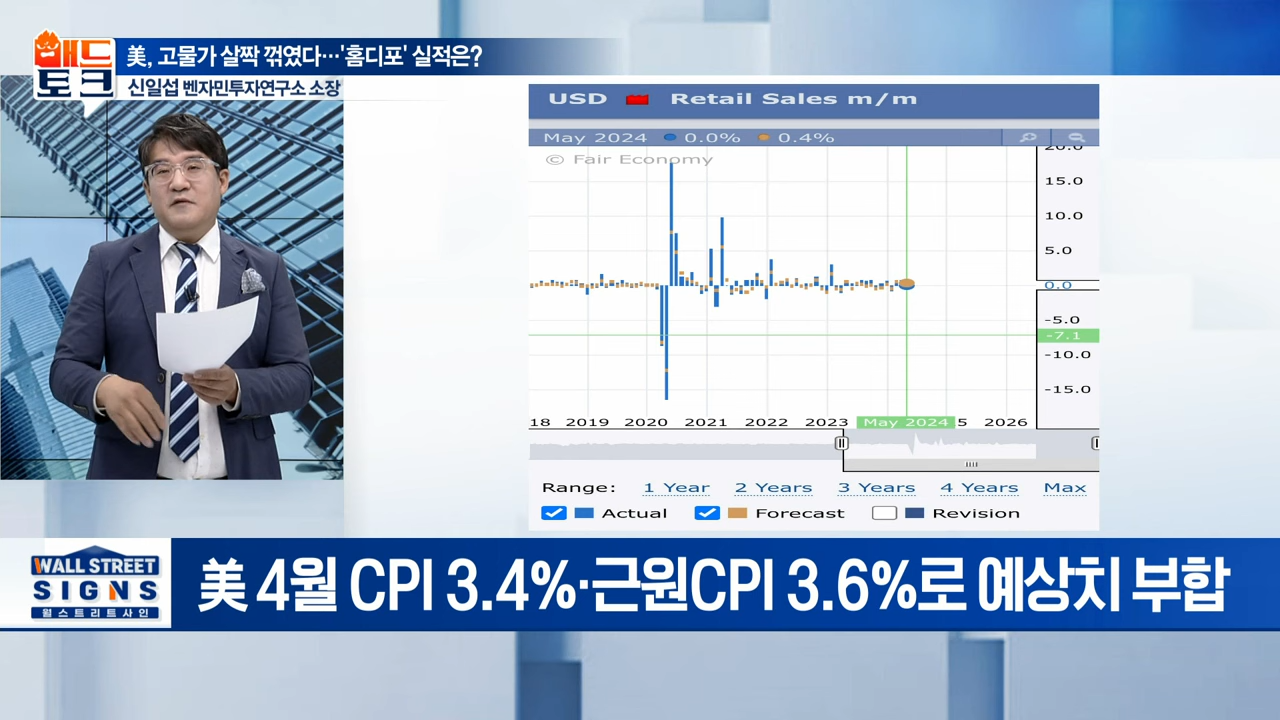 매드
토크
美, 고물가 살짝 꺾였다…'홈디포' 실적은?
신일섭 벤자민투자연구소 소장
USD Retail Sales m/m
May 2024 0.0% 0.4%
© Fair Economy
20.0
15.0
10.0
5.0
0.0
-5.0
-7.1
-10.0
-15.0
18 2019 2020 2021 2022 2023 May 2024 5 2026
Range: 1 Year 2 Years 3 Years 4 Years Max
Actual Forecast Revision
WALL STREET
SIGNS
월스트리트사인
美 4월 CPI 3.4%·근원CPI 3.6%로 예상치 부합